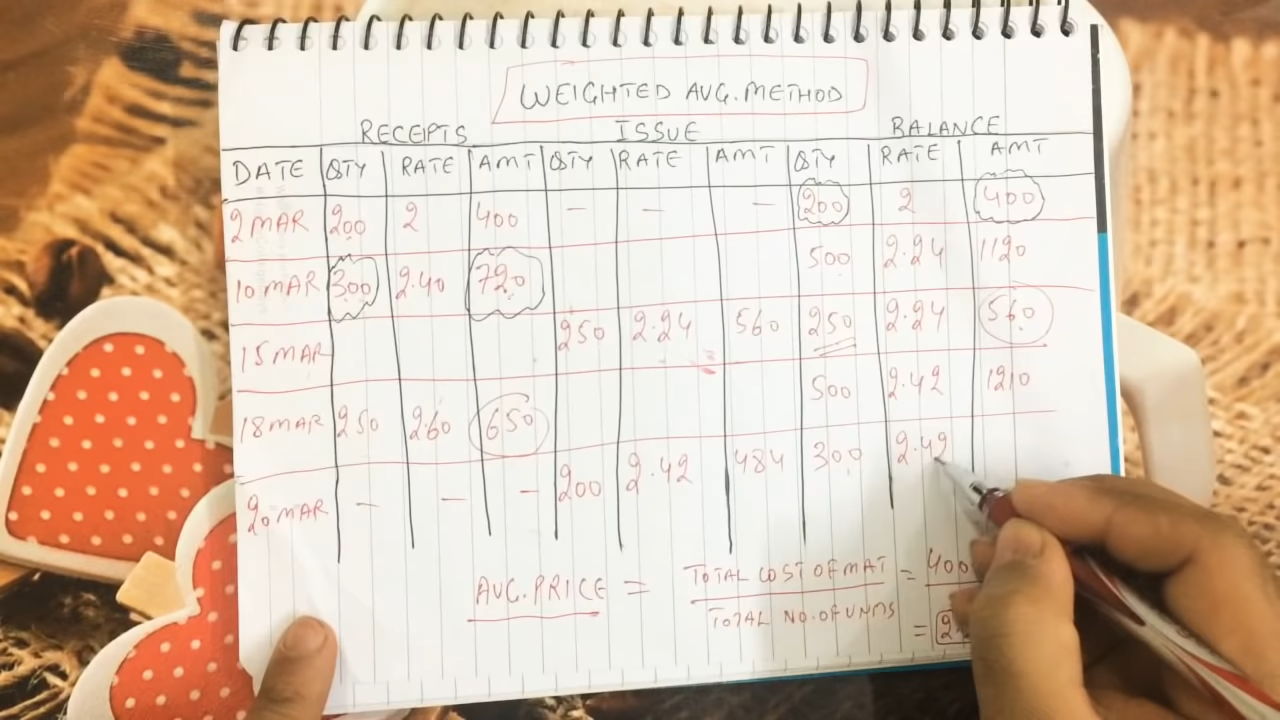 WEIGHTED AVG. METHOD
RECEIPTS ISSUE BALANCE
DATE QTY RATE AMT QTY RATE AMT QTY RATE AMT
2 MAR 200 2 400 - - - 200 2 400
10 MAR 300 2.40 720 500 2.24 1120
15 MAR 250 2.24 560 250 2.24 560
18 MAR 250 2.60 650 500 2.42 1210
20 MAR - - - 200 2.42 484 300 2.42
AVG. PRICE = TOTAL COST OF MAT = 400
TOTAL NO. OF UNITS
=